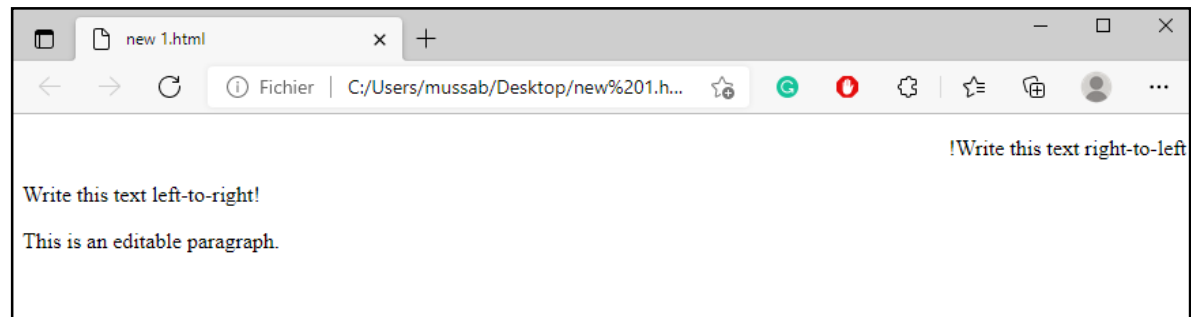 new 1.html
Fichier C:/Users/mussab/Desktop/new%201.h...
!Write this text right-to-left
Write this text left-to-right!
This is an editable paragraph.